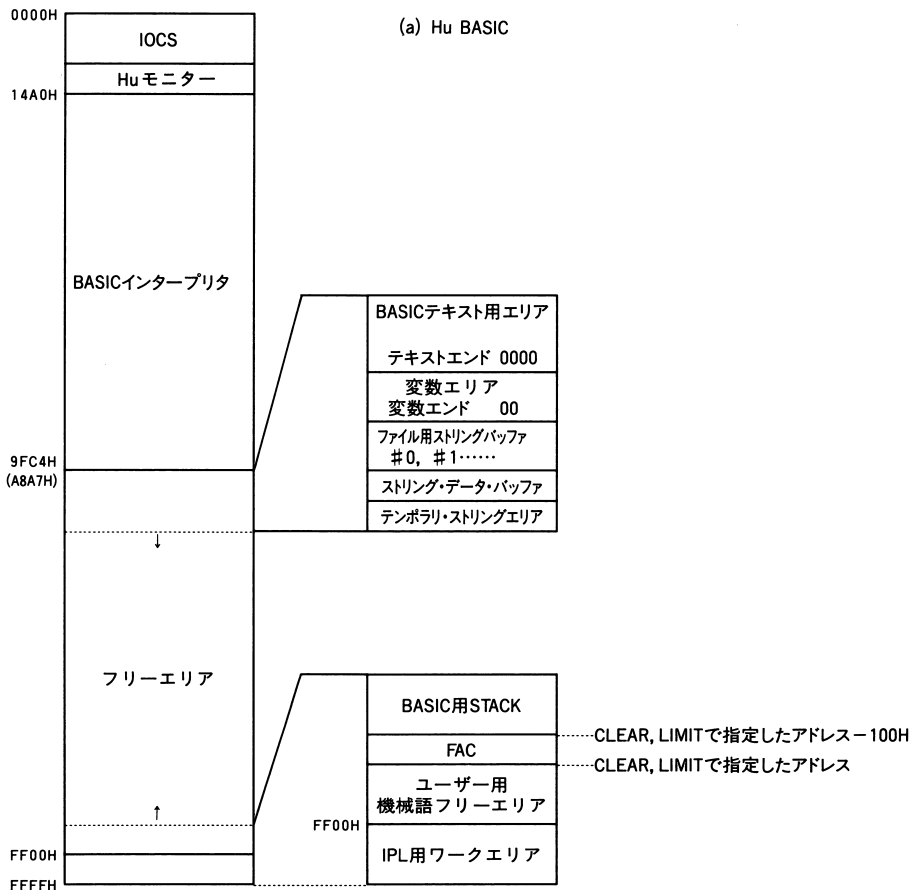 (a) Hu BASIC
0000H
IOCS
Huモニター
14A0H
BASICインタープリタ
9FC4H
(A8A7H)
BASICテキスト用エリア
テキストエンド 0000
変数エリア
変数エンド 00
ファイル用ストリングバッファ
#0, #1……
ストリング・データ・バッファ
テンポラリ・ストリングエリア
↓
フリーエリア
↑
BASIC用STACK
CLEAR, LIMITで指定したアドレス−100H
FAC
CLEAR, LIMITで指定したアドレス
ユーザー用
機械語フリーエリア
FF00H
IPL用ワークエリア
FF00H
FFFFH